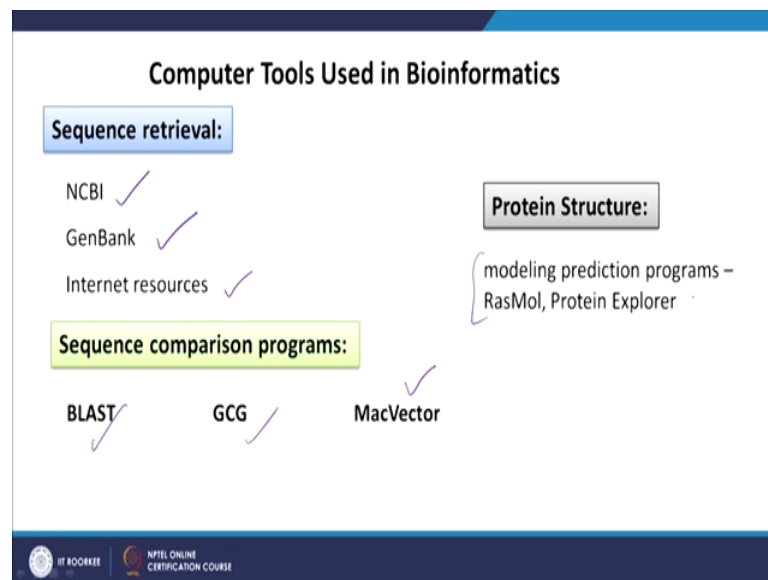 Computer Tools Used in Bioinformatics
Sequence retrieval:
NCBI
GenBank
Internet resources
Sequence comparison programs:
BLAST GCG MacVector
Protein Structure:
modeling prediction programs –
RasMol, Protein Explorer
IIT ROORKEE
NPTEL ONLINE
CERTIFICATION COURSE